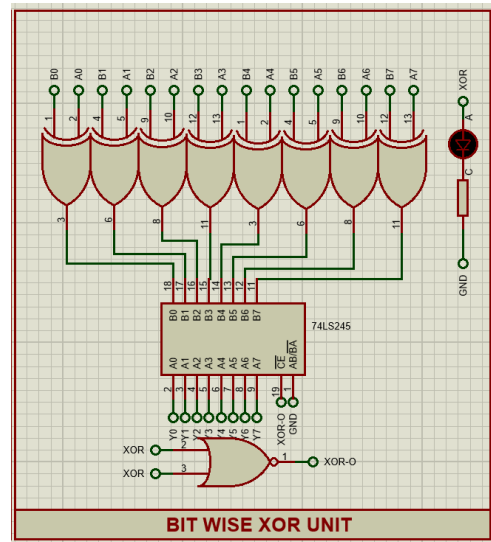 B0 A0 B1 A1 B2 A2 B3 A3 B4 A4 B5 A5 B6 A6 B7 A7 XOR
1 2 4 5 9 10 12 13 1 2 4 5 9 10 12 13 A
C
3 6 8 11 3 6 8 11
GND
18 17 16 15 14 13 12 11
B0 B1 B2 B3 B4 B5 B6 B7
74LS245
A0 A1 A2 A3 A4 A5 A6 A7 CE AB/BA
2 3 4 5 6 7 8 9 19 1
Y0 Y1 Y2 Y3 Y4 Y5 Y6 Y7 XOR-O GND
XOR 2
1 XOR-O
XOR 3
BIT WISE XOR UNIT